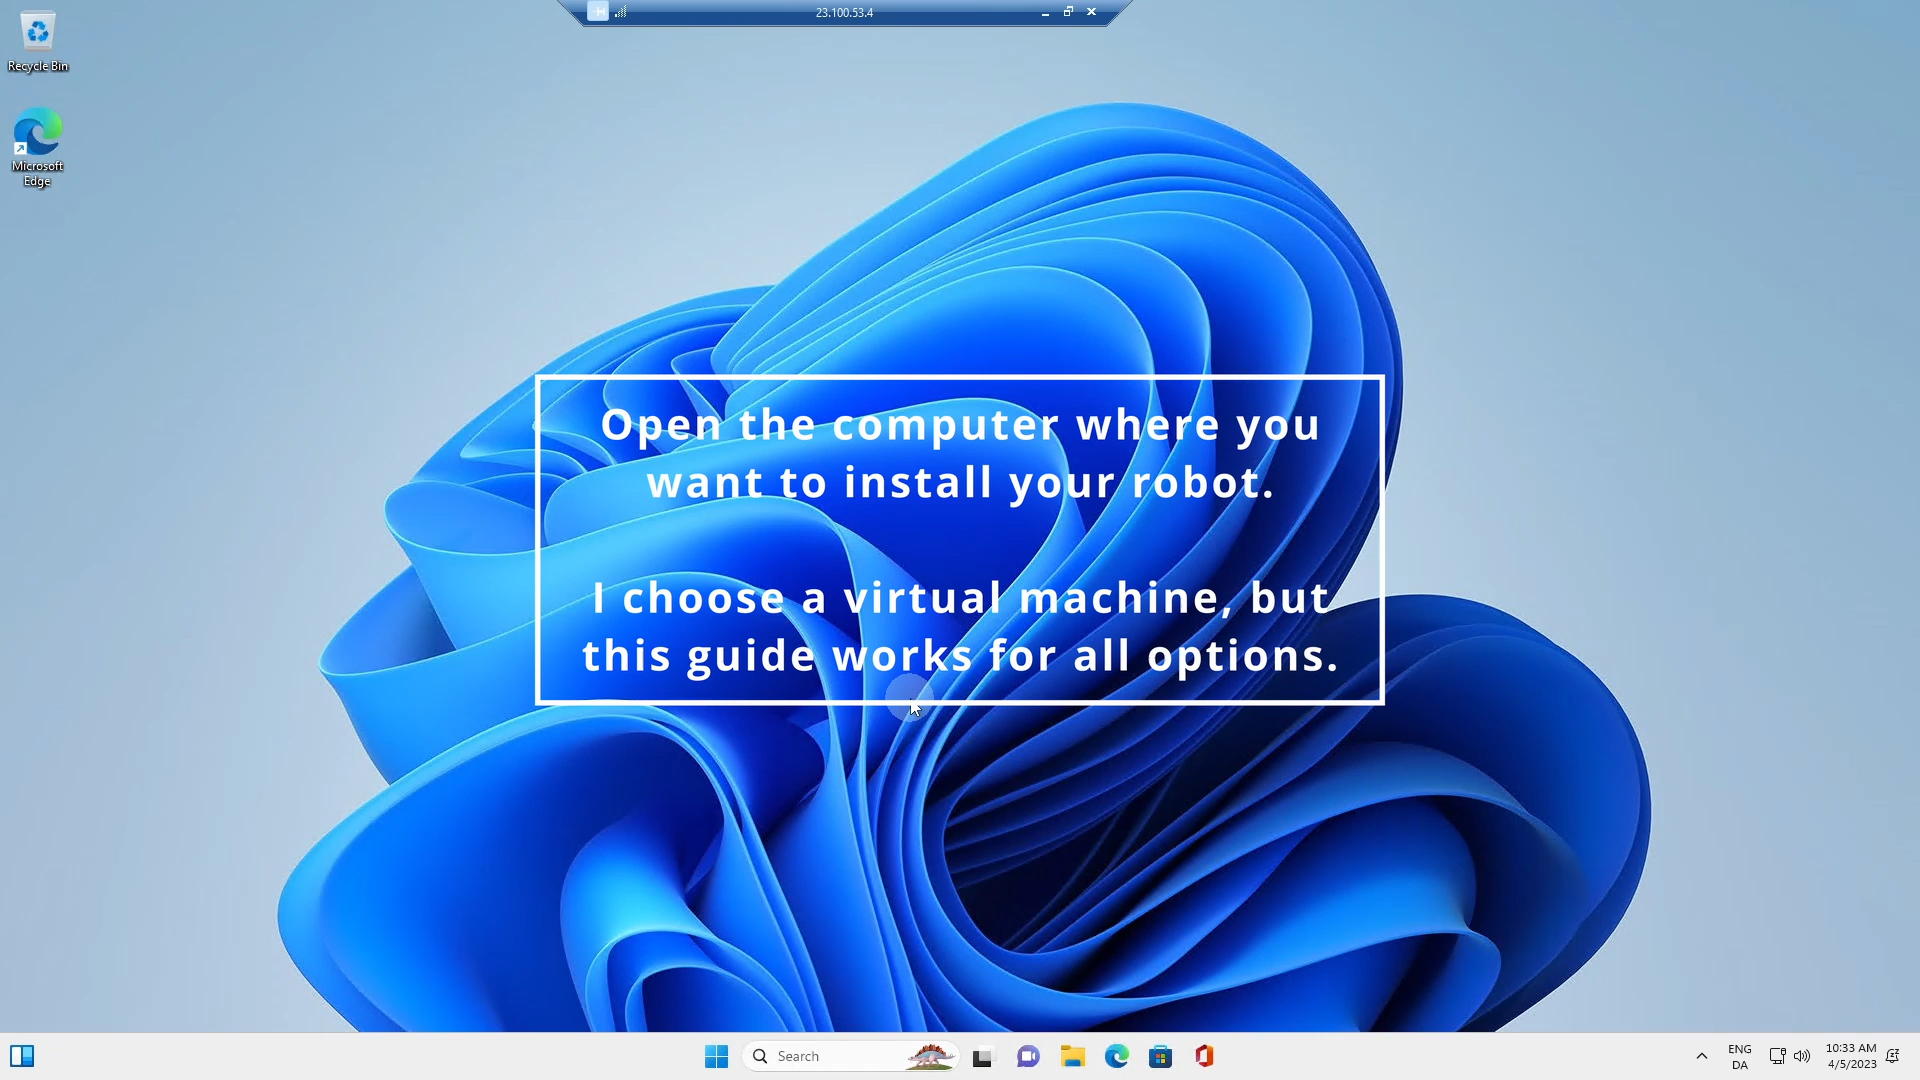 23.100.53.4
Recycle Bin
Microsoft
Edge
Open the computer where you
want to install your robot.
I choose a virtual machine, but
this guide works for all options.
Search
ENG
DA
10:33 AM
4/5/2023